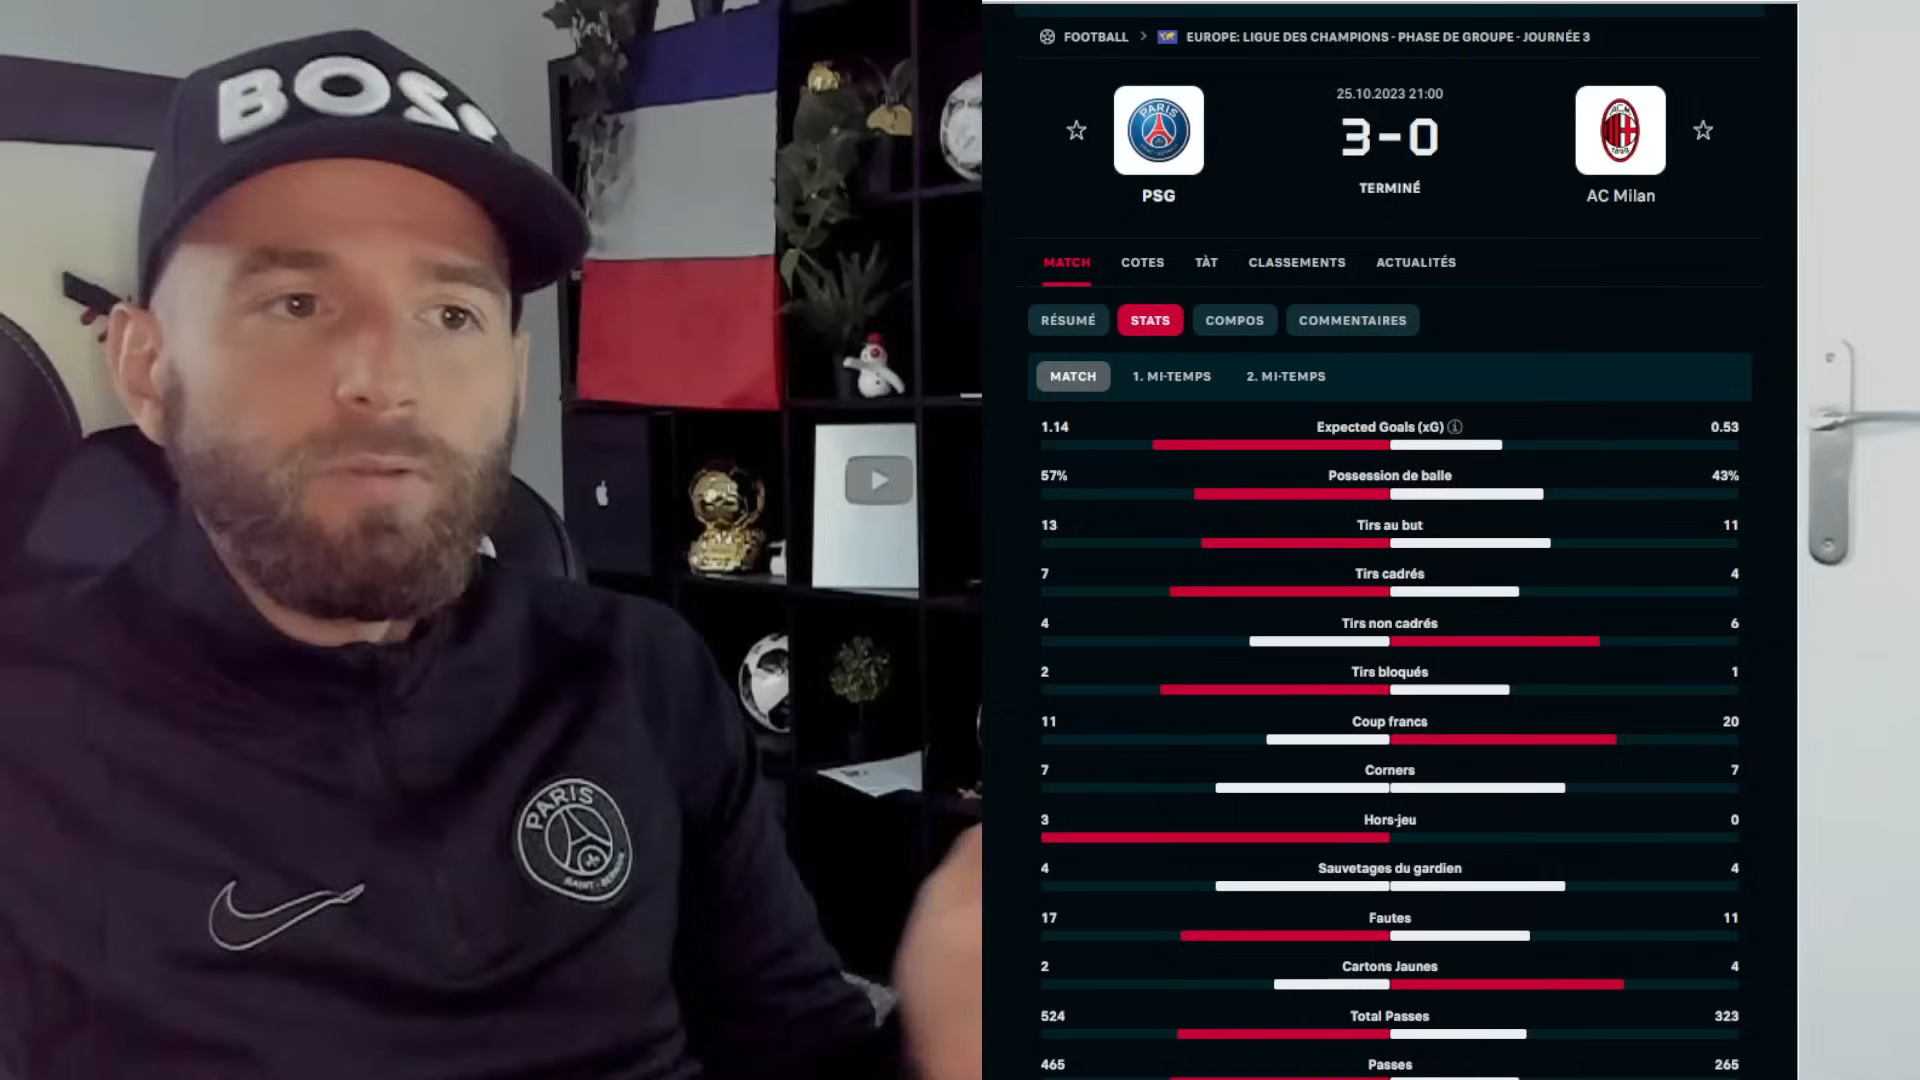 BOSS
PARIS
SAINT-GERMAIN
FOOTBALL > EUROPE: LIGUE DES CHAMPIONS - PHASE DE GROUPE - JOURNÉE 3
25.10.2023 21:00
PARIS
3-0
ACM
1899
TERMINÉ
PSG
AC Milan
MATCH COTES TÀT CLASSEMENTS ACTUALITÉS
RÉSUMÉ STATS COMPOS COMMENTAIRES
MATCH 1. MI-TEMPS 2. MI-TEMPS
1.14 Expected Goals (xG) 0.53
57% Possession de balle 43%
13 Tirs au but 11
7 Tirs cadrés 4
4 Tirs non cadrés 6
2 Tirs bloqués 1
11 Coup francs 20
7 Corners 7
3 Hors-jeu 0
4 Sauvetages du gardien 4
17 Fautes 11
2 Cartons Jaunes 4
524 Total Passes 323
465 Passes 265